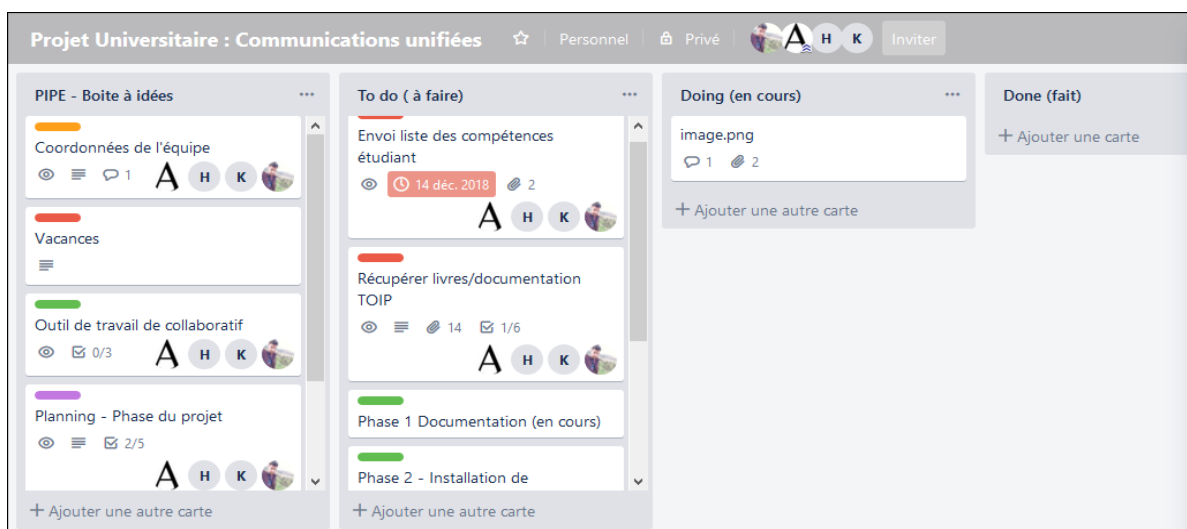 Projet Universitaire : Communications unifiées Personnel Privé A H K Inviter
PIPE - Boite à idées
Coordonnées de l'équipe
1 A H K
Vacances
Outil de travail de collaboratif
0/3 A H K
Planning - Phase du projet
2/5
A H K
+ Ajouter une autre carte
To do ( à faire)
Envoi liste des compétences
étudiant
14 déc. 2018 2
A H K
Récupérer livres/documentation
TOIP
14 1/6
A H K
Phase 1 Documentation (en cours)
Phase 2 - Installation de
+ Ajouter une autre carte
Doing (en cours)
image.png
1 2
+ Ajouter une autre carte
Done (fait)
+ Ajouter une carte